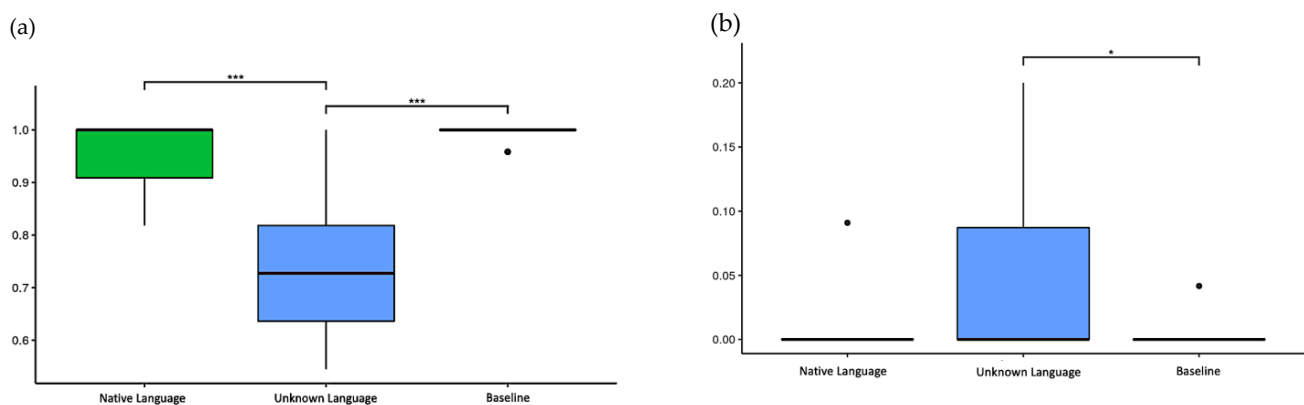 (a)
***
***
1.0
0.9
0.8
0.7
0.6
Native Language
Unknown Language
Baseline
(b)
*
0.20
0.15
0.10
0.05
0.00
Native Language
Unknown Language
Baseline